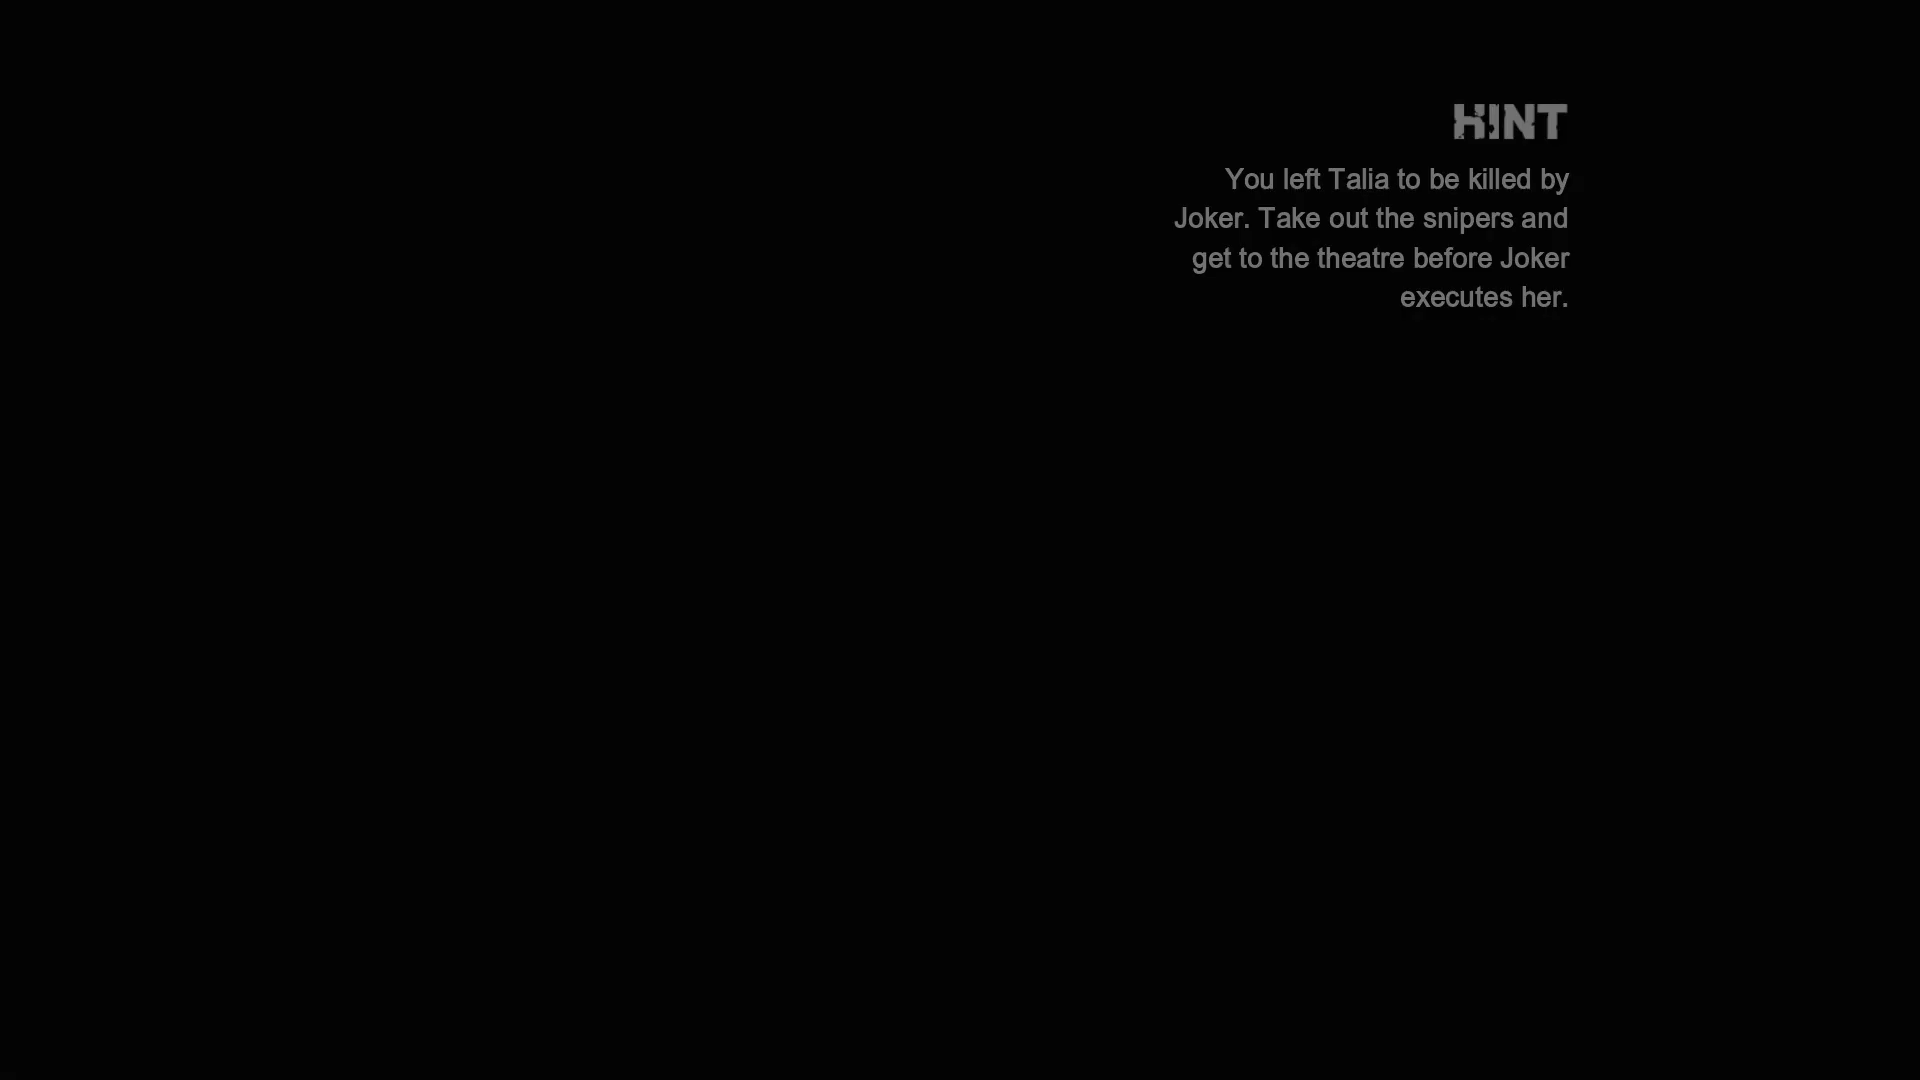 HINT
You left Talia to be killed by
Joker. Take out the snipers and
get to the theatre before Joker
executes her.